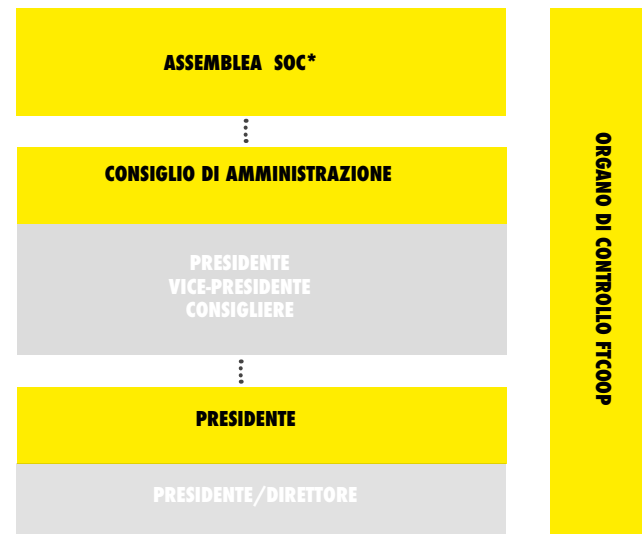 ASSEMBLEA SOC*
CONSIGLIO DI AMMINISTRAZIONE
PRESIDENTE
VICE-PRESIDENTE
CONSIGLIERE
PRESIDENTE
PRESIDENTE/DIRETTORE
ORGANO DI CONTROLLO FTCOOP